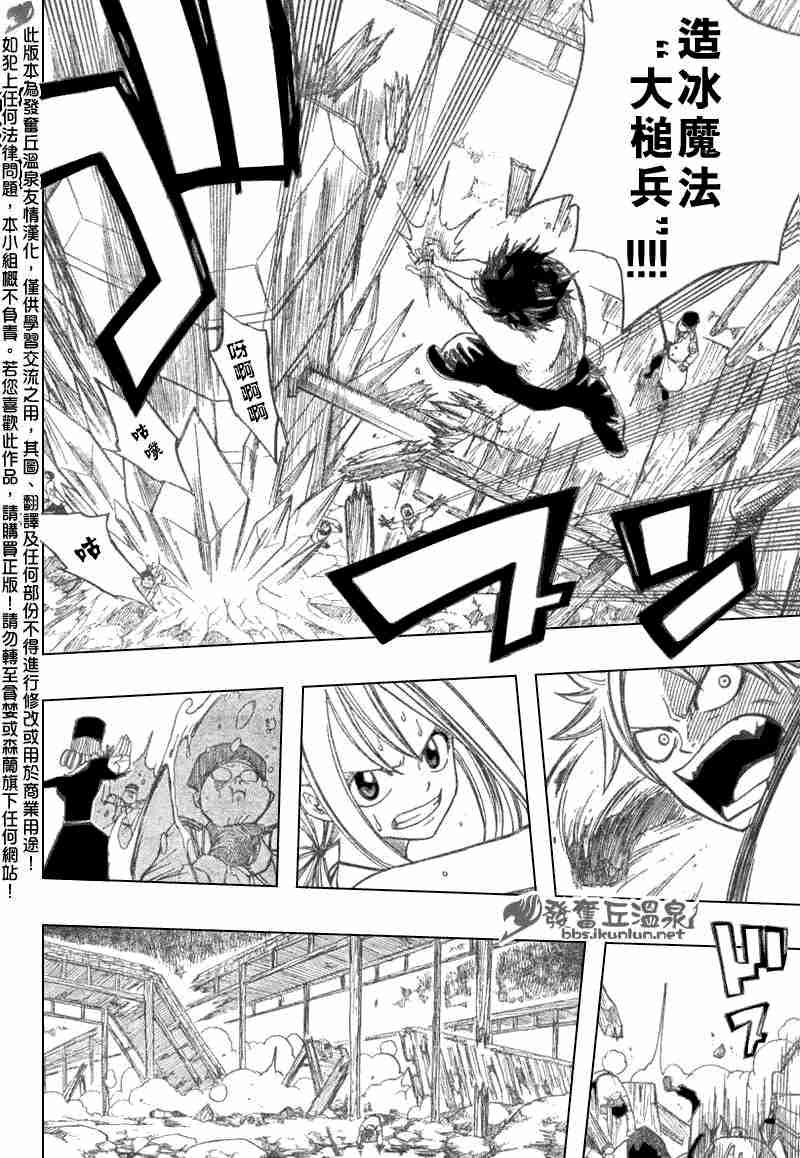 造冰魔法
“大槌兵”!!!!
呀啊啊啊
咕噗
咕
ドドン
發奮丘溫泉
bbs.ikunlun.net
此版本為發奮丘溫泉友情漢化，僅供學習交流之用，其圖、翻譯及任何部份不得進行修改或用於商業用途！
如犯上任何法律問題，本小組概不負責。若您喜歡此作品，請購買正版！請勿轉至貪婪或森蘭旗下任何網站！